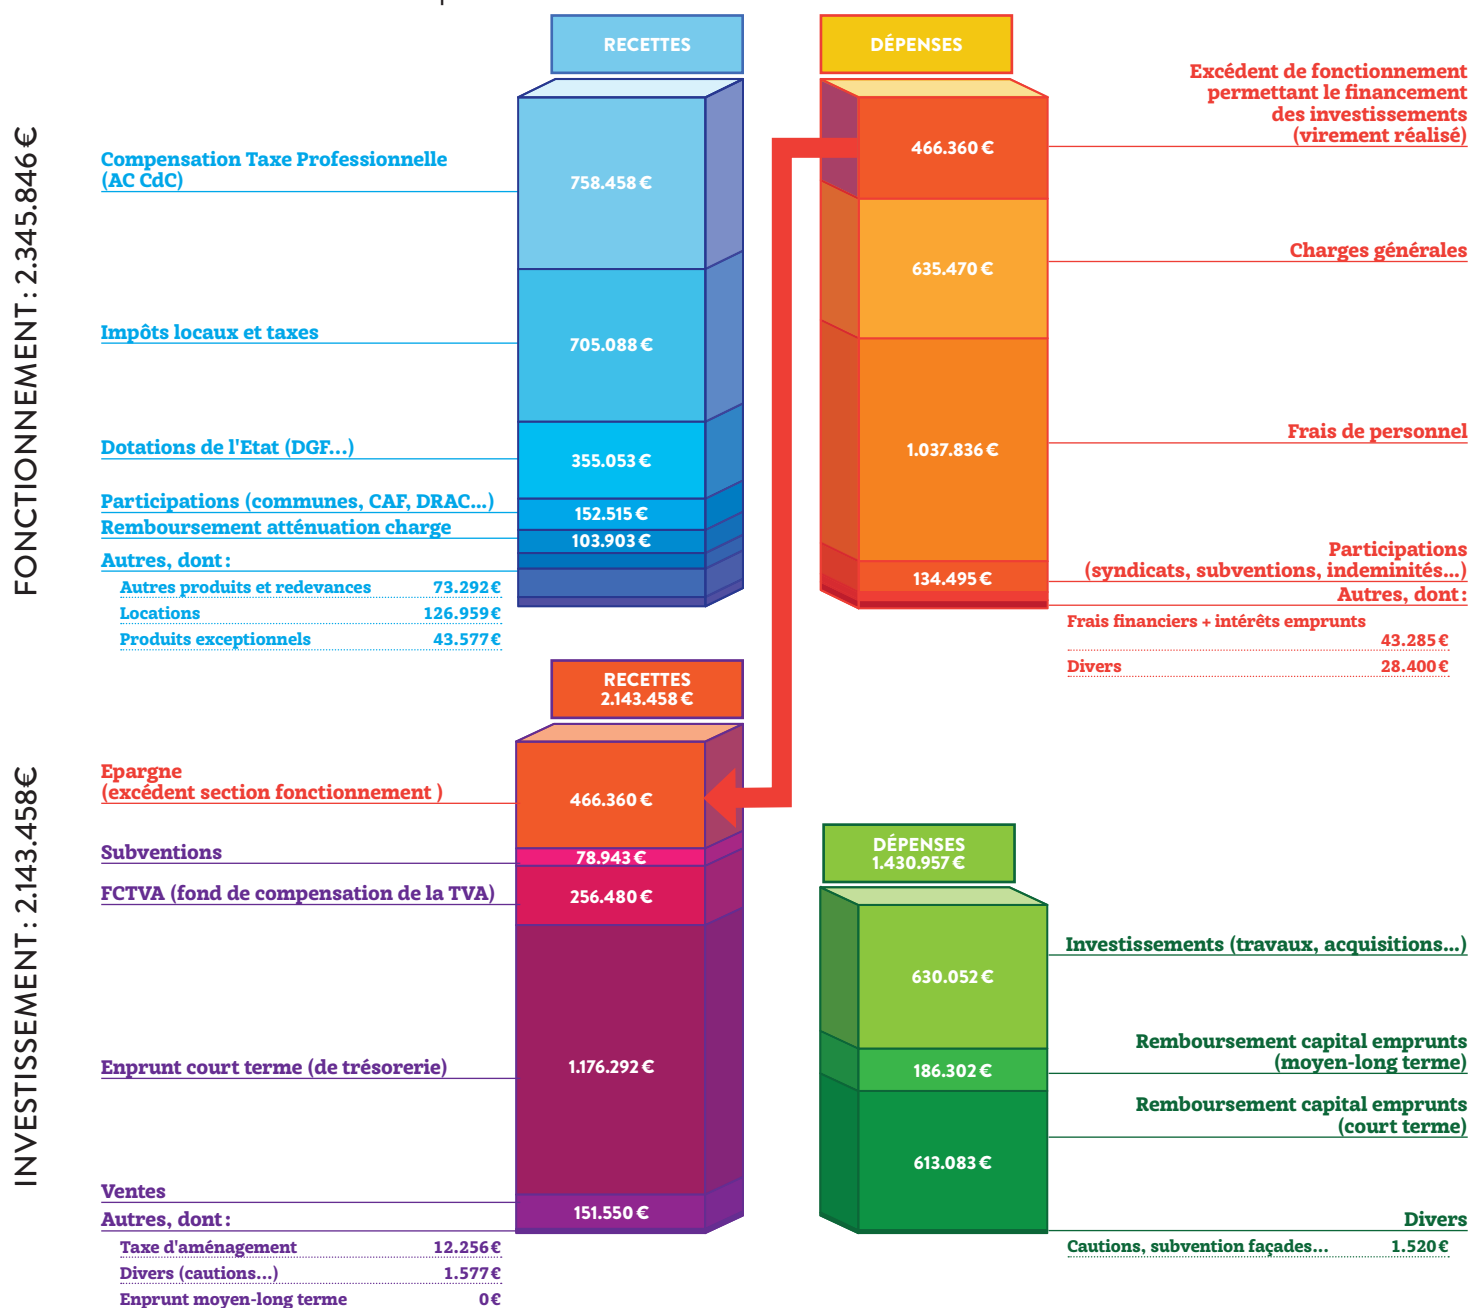 FONCTIONNEMENT : 2.345.846 €
RECETTES
Compensation Taxe Professionnelle
(AC CdC)
758.458 €
Impôts locaux et taxes
705.088 €
Dotations de l'Etat (DGF...)
355.053 €
Participations (communes, CAF, DRAC...)
152.515 €
Remboursement atténuation charge
103.903 €
Autres, dont :
Autres produits et redevances 73.292 €
Locations 126.959 €
Produits exceptionnels 43.577 €
DÉPENSES
Excédent de fonctionnement
permettant le financement
des investissements
(virement réalisé)
466.360 €
Charges générales
635.470 €
Frais de personnel
1.037.836 €
Participations
(syndicats, subventions, indeminités...)
134.495 €
Autres, dont :
Frais financiers + intérêts emprunts
43.285 €
Divers 28.400 €
INVESTISSEMENT : 2.143.458€
RECETTES
2.143.458 €
Epargne
(excédent section fonctionnement )
466.360 €
Subventions
78.943 €
FCTVA (fond de compensation de la TVA)
256.480 €
Enprunt court terme (de trésorerie)
1.176.292 €
Ventes
151.550 €
Autres, dont :
Taxe d'aménagement 12.256 €
Divers (cautions...) 1.577 €
Enprunt moyen-long terme 0 €
DÉPENSES
1.430.957 €
Investissements (travaux, acquisitions...)
630.052 €
Remboursement capital emprunts
(moyen-long terme)
186.302 €
Remboursement capital emprunts
(court terme)
613.083 €
Divers
Cautions, subvention façades... 1.520 €